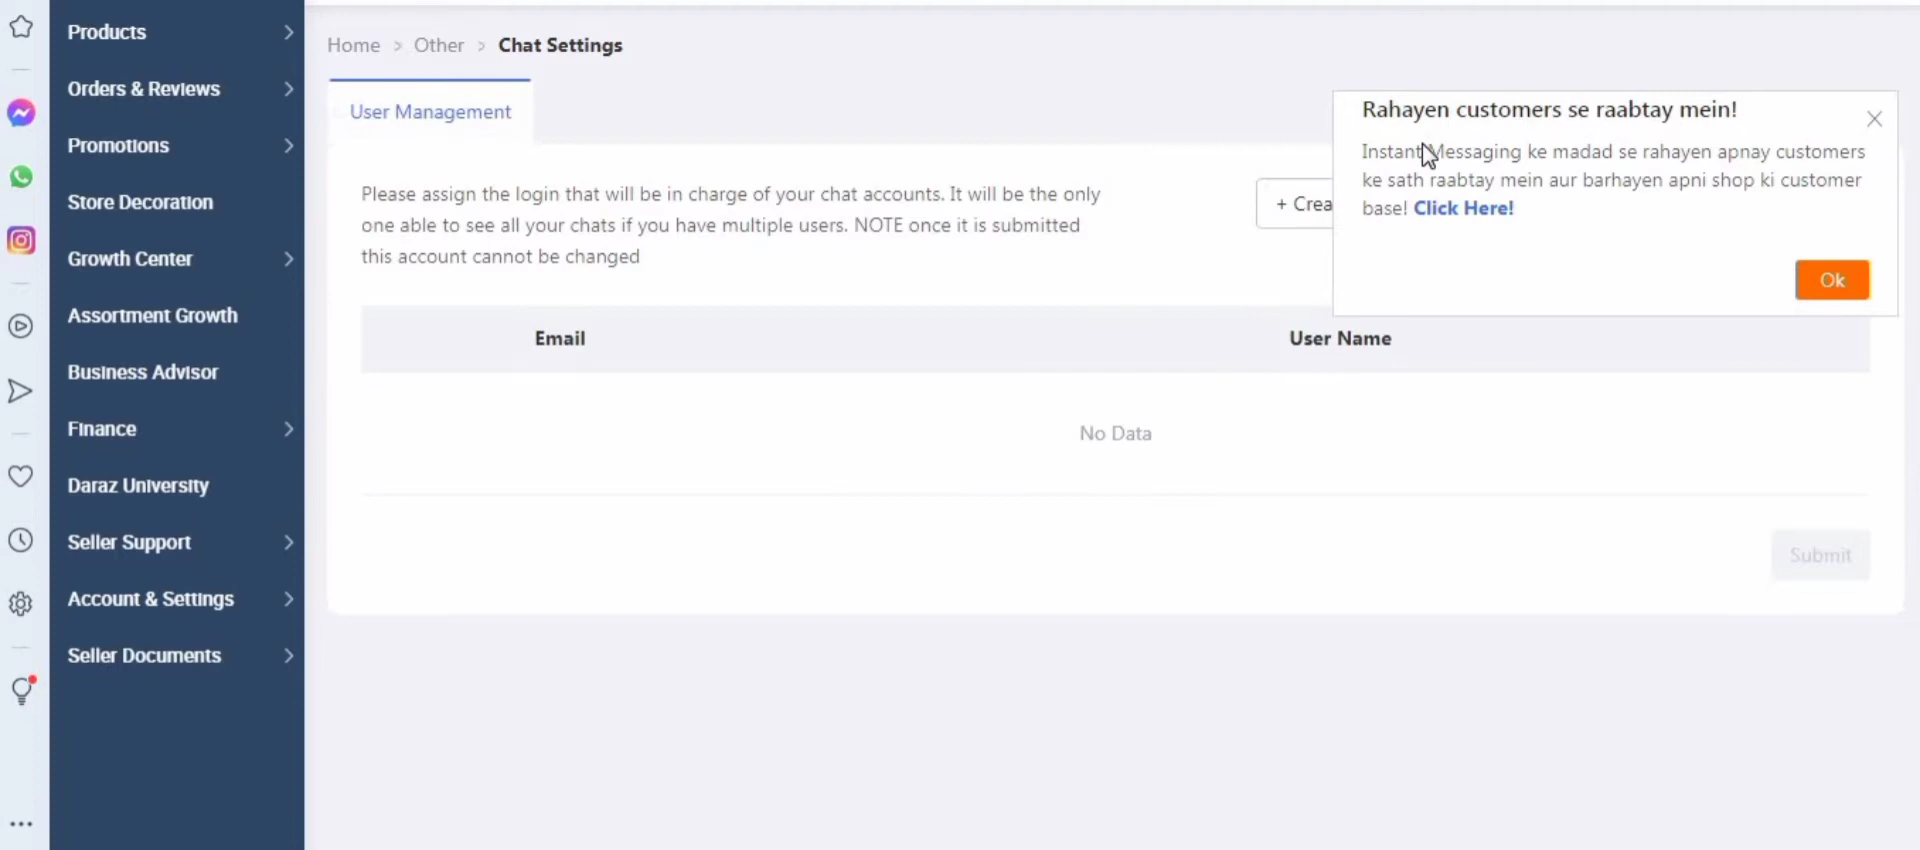 Products
Orders & Reviews
Promotions
Store Decoration
Growth Center
Assortment Growth
Business Advisor
Finance
Daraz University
Seller Support
Account & Settings
Seller Documents
Home > Other > Chat Settings
User Management
Please assign the login that will be in charge of your chat accounts. It will be the only
one able to see all your chats if you have multiple users. NOTE once it is submitted
this account cannot be changed
+ Crea
Rahayen customers se raabtay mein!
Instant Messaging ke madad se rahayen apnay customers
ke sath raabtay mein aur barhayen apni shop ki customer
base! Click Here!
Ok
Email User Name
No Data
Submit